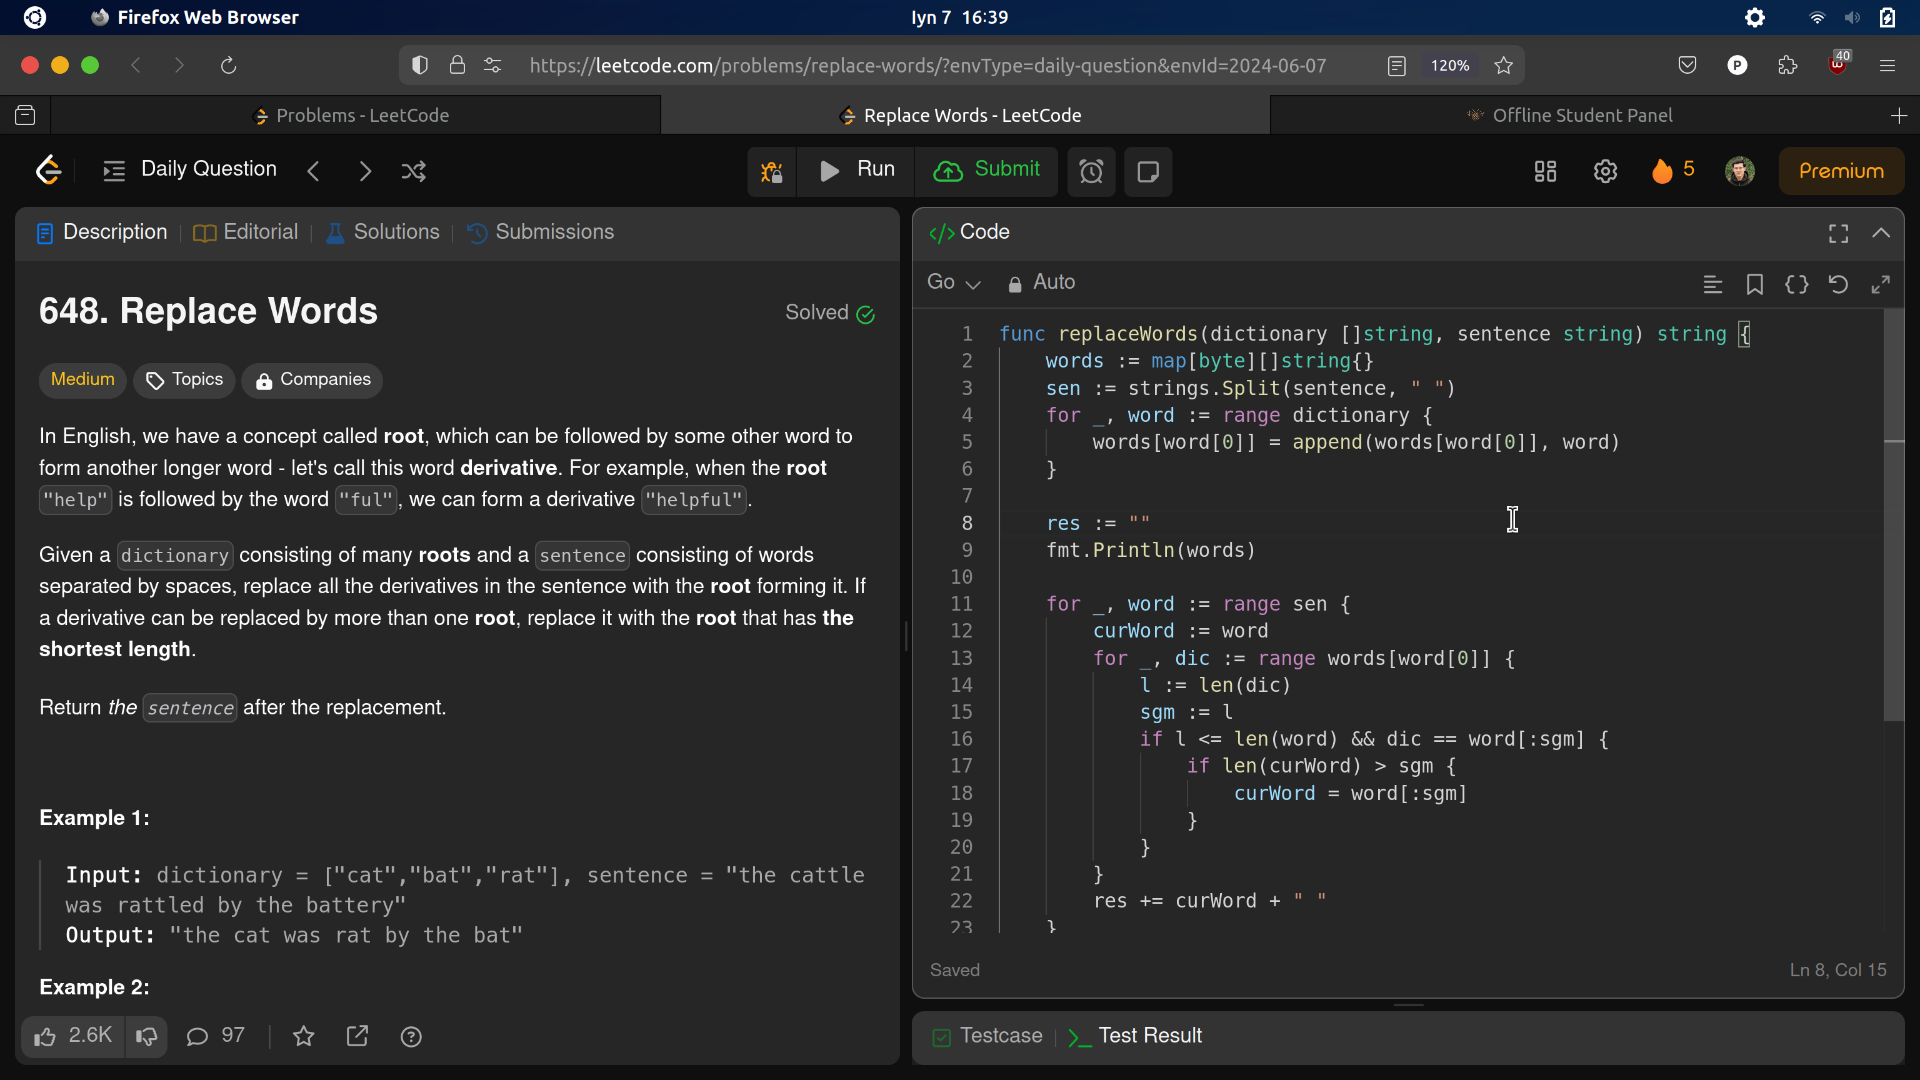 Firefox Web Browser
Iyn 7 16:39
https://leetcode.com/problems/replace-words/?envType=daily-question&envId=2024-06-07
120%
P
40
Problems - LeetCode
Replace Words - LeetCode
Offline Student Panel
Daily Question
Run
Submit
5
Premium
Description
Editorial
Solutions
Submissions
648. Replace Words
Solved
Medium
Topics
Companies
In English, we have a concept called root, which can be followed by some other word to
form another longer word - let's call this word derivative. For example, when the root
"help" is followed by the word "ful", we can form a derivative "helpful".
Given a dictionary consisting of many roots and a sentence consisting of words
separated by spaces, replace all the derivatives in the sentence with the root forming it. If
a derivative can be replaced by more than one root, replace it with the root that has the
shortest length.
Return the sentence after the replacement.
Example 1:
Input: dictionary = ["cat","bat","rat"], sentence = "the cattle
was rattled by the battery"
Output: "the cat was rat by the bat"
Example 2:
2.6K
97
</> Code
Go
Auto
1 func replaceWords(dictionary []string, sentence string) string {
2 words := map[byte][]string{}
3 sen := strings.Split(sentence, " ")
4 for _, word := range dictionary {
5 words[word[0]] = append(words[word[0]], word)
6 }
7
8 res := ""
9 fmt.Println(words)
10
11 for _, word := range sen {
12 curWord := word
13 for _, dic := range words[word[0]] {
14 l := len(dic)
15 sgm := l
16 if l <= len(word) && dic == word[:sgm] {
17 if len(curWord) > sgm {
18 curWord = word[:sgm]
19 }
20 }
21 }
22 res += curWord + " "
23 }
Saved
Ln 8, Col 15
Testcase
Test Result